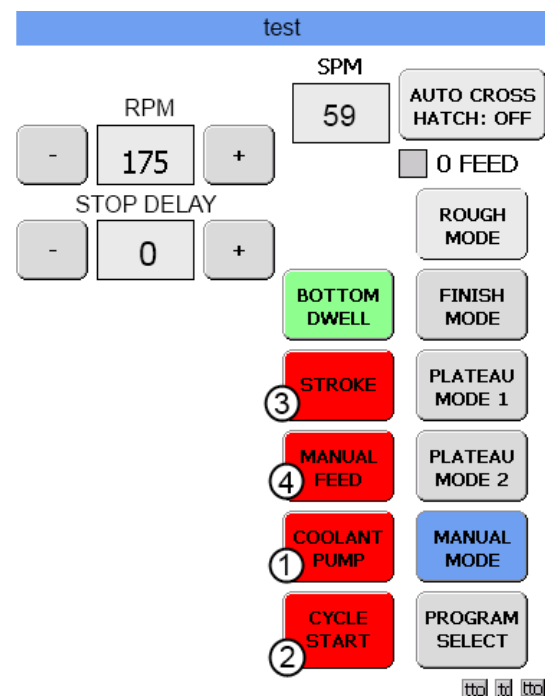 test
SPM
59
AUTO CROSS
HATCH: OFF
RPM
-
175
+
0 FEED
STOP DELAY
-
0
+
ROUGH
MODE
BOTTOM
DWELL
FINISH
MODE
STROKE
3
PLATEAU
MODE 1
MANUAL
FEED
4
PLATEAU
MODE 2
COOLANT
PUMP
1
MANUAL
MODE
CYCLE
START
2
PROGRAM
SELECT